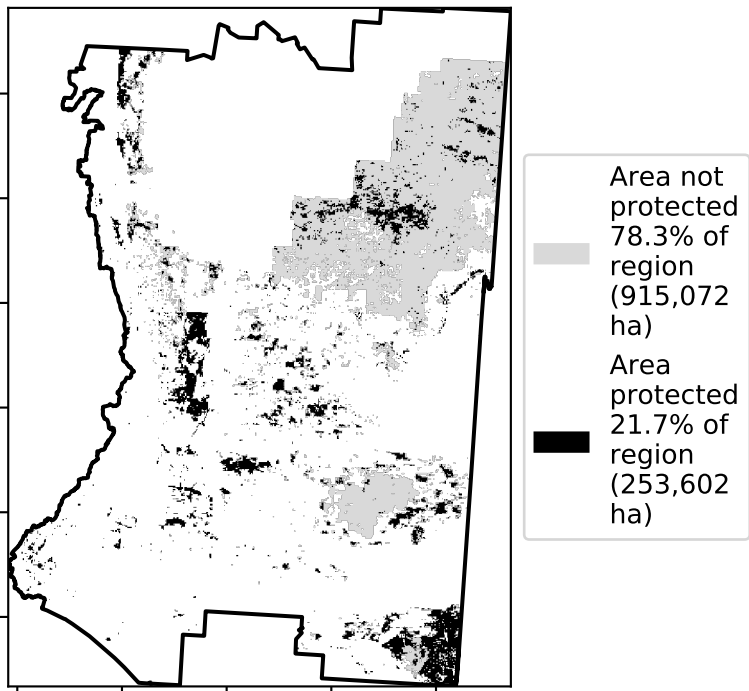 Area not
protected
78.3% of
region
(915,072
ha)
Area
protected
21.7% of
region
(253,602
ha)